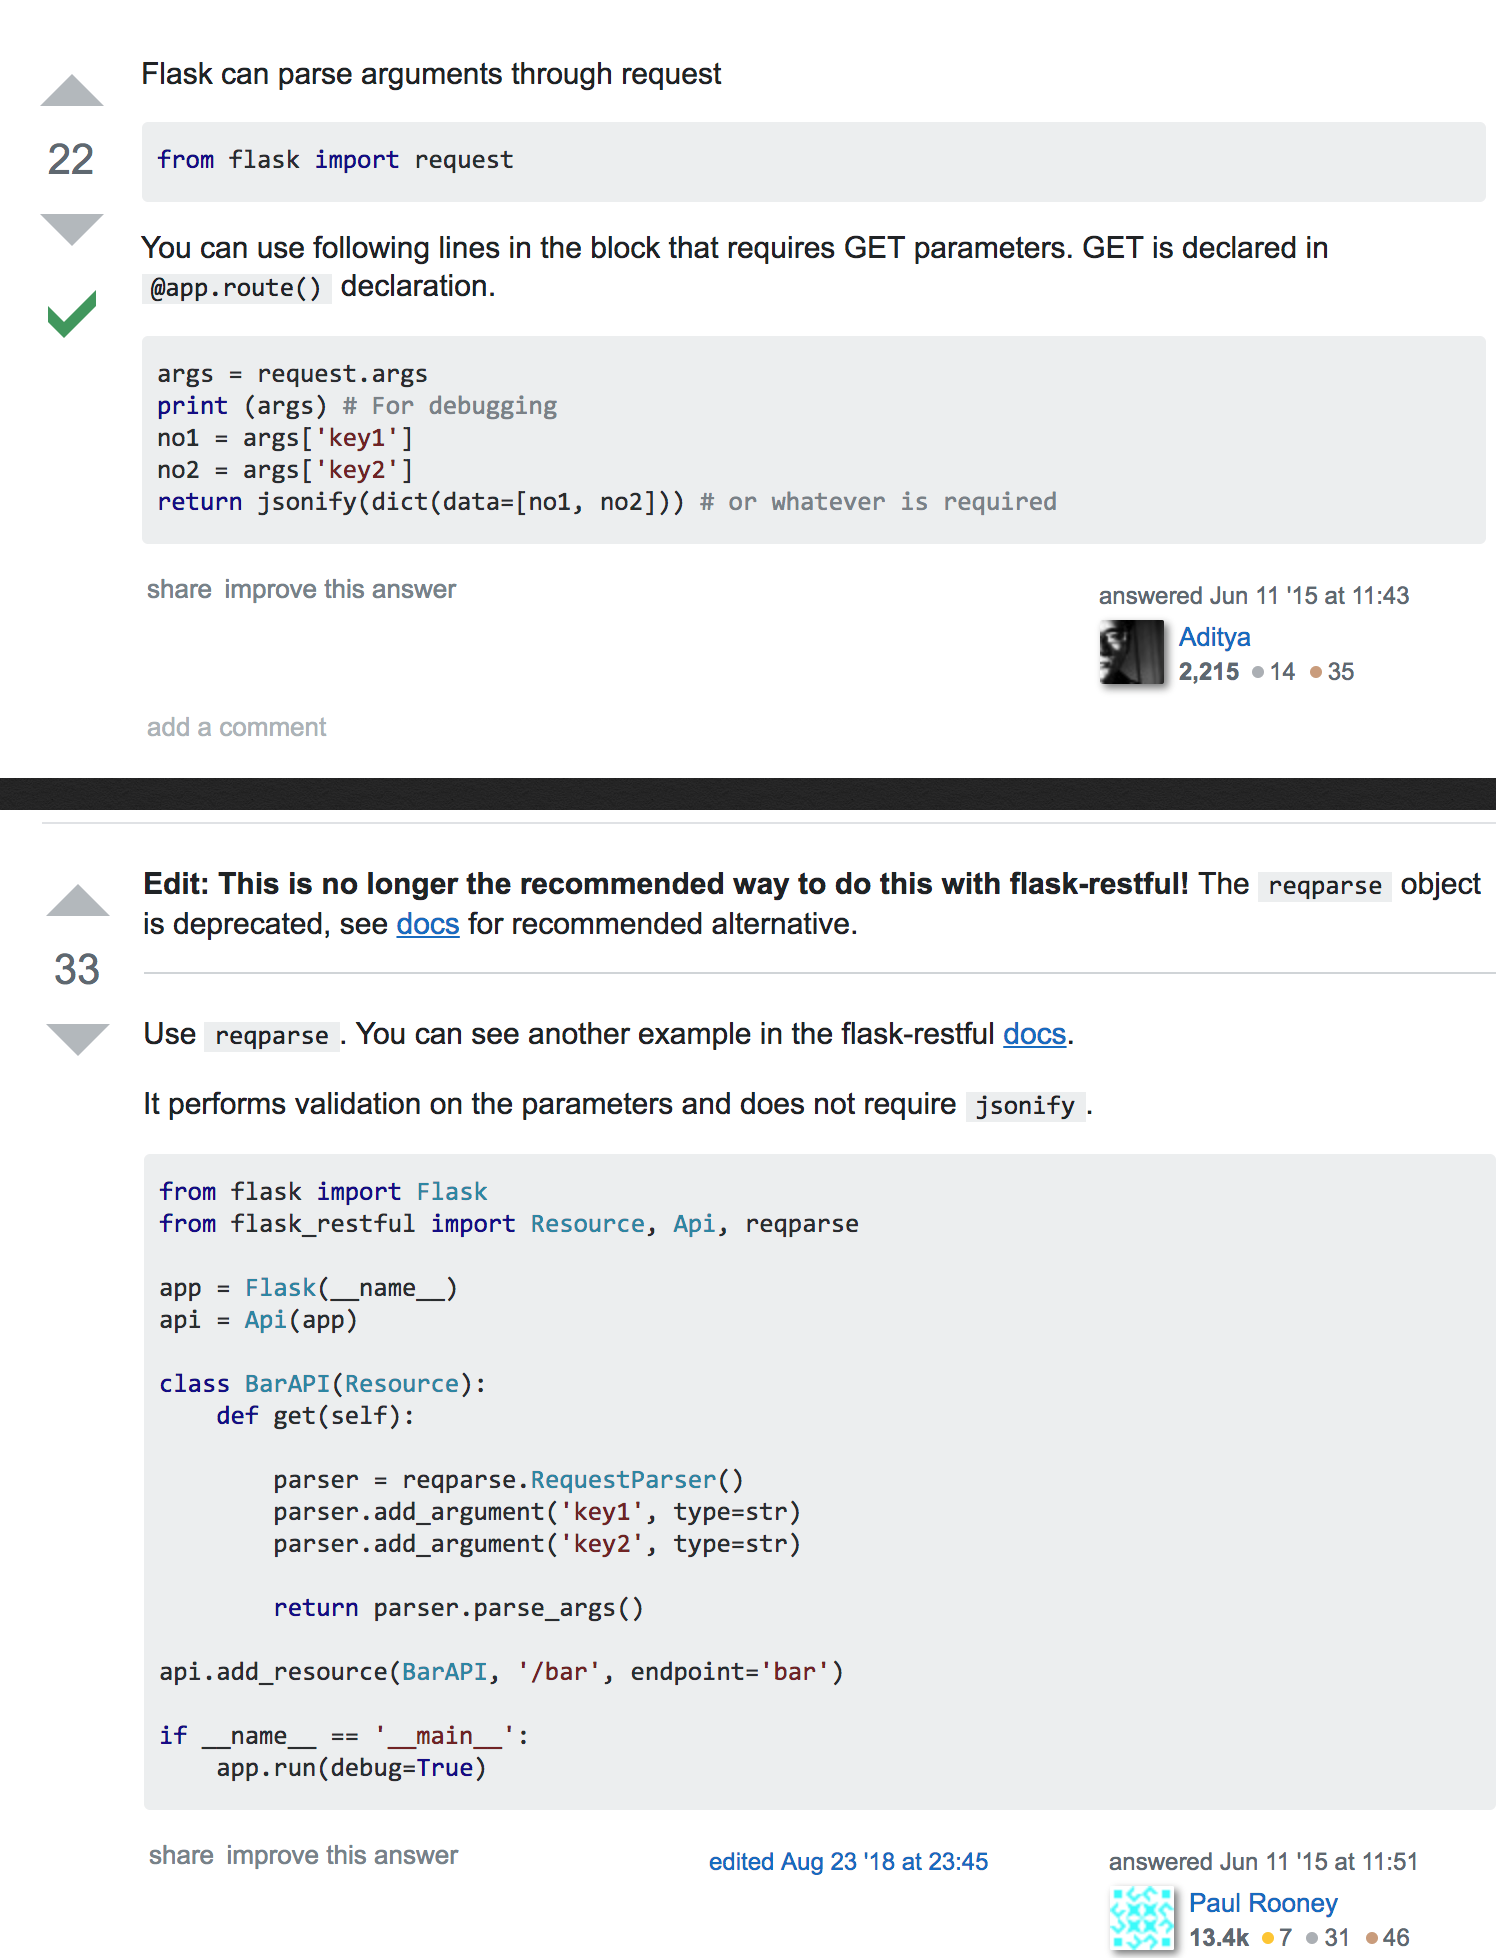 Flask can parse arguments through request
22
from flask import request
You can use following lines in the block that requires GET parameters. GET is declared in
@app.route() declaration.
args = request.args
print (args) # For debugging
no1 = args['key1']
no2 = args['key2']
return jsonify(dict(data=[no1, no2])) # or whatever is required
share improve this answer
answered Jun 11 '15 at 11:43
Aditya
2,215 14 35
add a comment
Edit: This is no longer the recommended way to do this with flask-restful! The reqparse object
is deprecated, see docs for recommended alternative.
33
Use reqparse. You can see another example in the flask-restful docs.
It performs validation on the parameters and does not require jsonify.
from flask import Flask
from flask_restful import Resource, Api, reqparse
app = Flask(__name__)
api = Api(app)
class BarAPI(Resource):
    def get(self):
        parser = reqparse.RequestParser()
        parser.add_argument('key1', type=str)
        parser.add_argument('key2', type=str)
        return parser.parse_args()
api.add_resource(BarAPI, '/bar', endpoint='bar')
if __name__ == '__main__':
    app.run(debug=True)
share improve this answer
edited Aug 23 '18 at 23:45
answered Jun 11 '15 at 11:51
Paul Rooney
13.4k 7 31 46